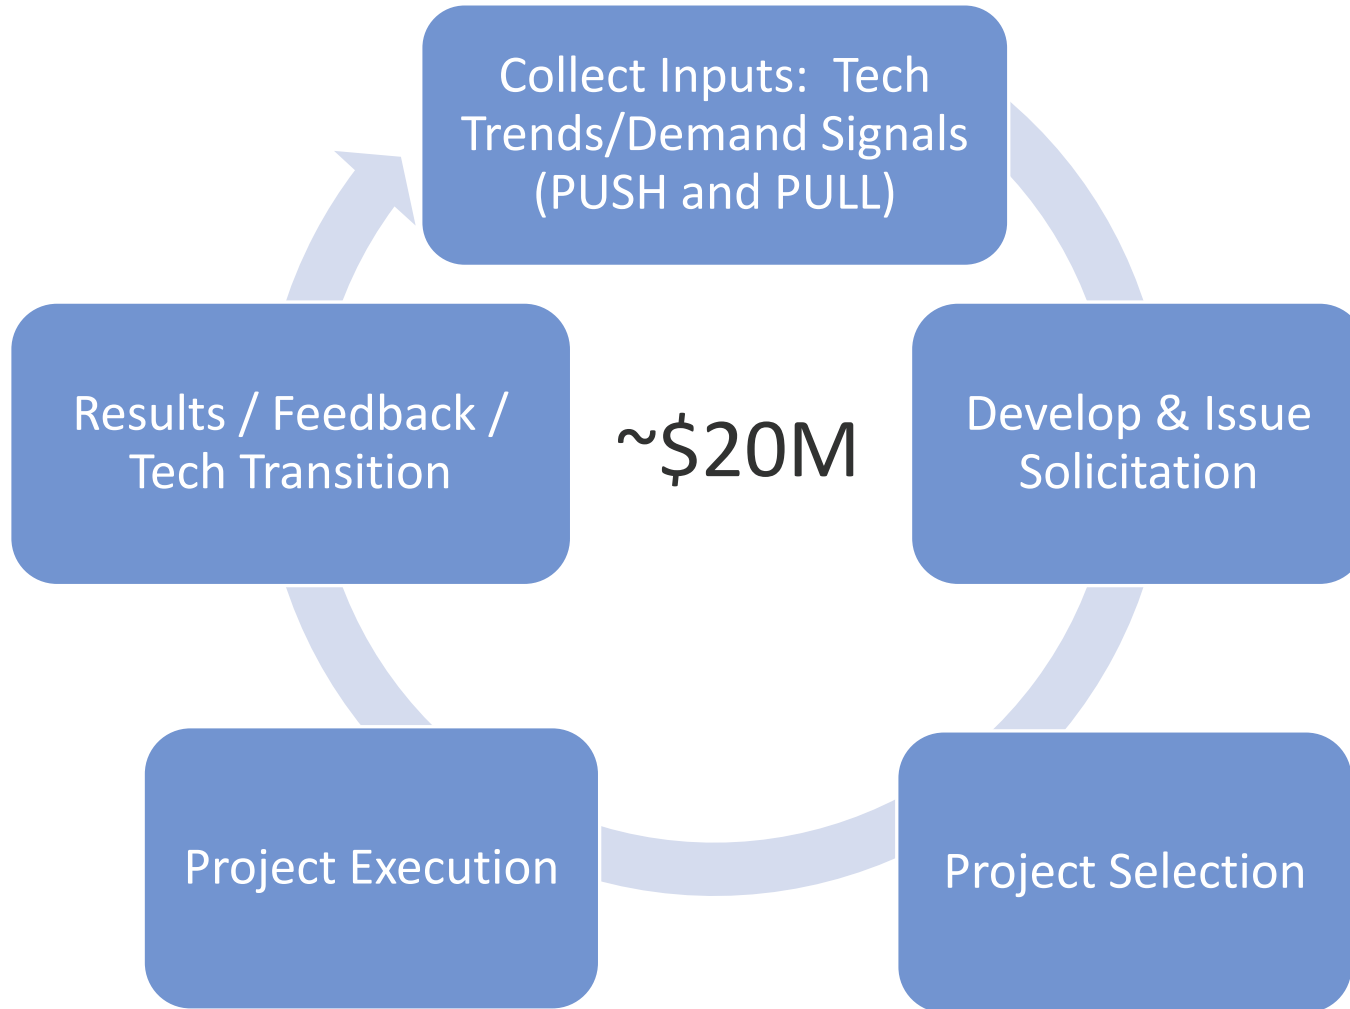 Collect Inputs:  Tech
Trends/Demand Signals
(PUSH and PULL)
Develop & Issue
Solicitation
Project Selection
Project Execution
Results / Feedback /
Tech Transition
~$20M